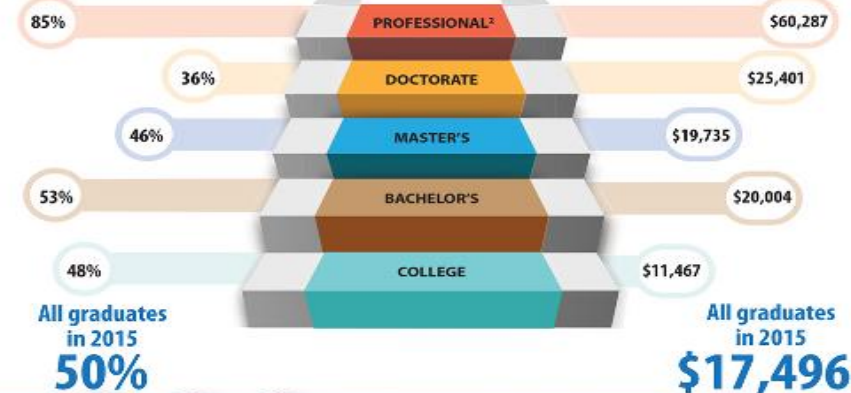 85% PROFESSIONAL² $60,287
36% DOCTORATE $25,401
46% MASTER'S $19,735
53% BACHELOR'S $20,004
48% COLLEGE $11,467
All graduates
in 2015
50%
All graduates
in 2015
$17,496